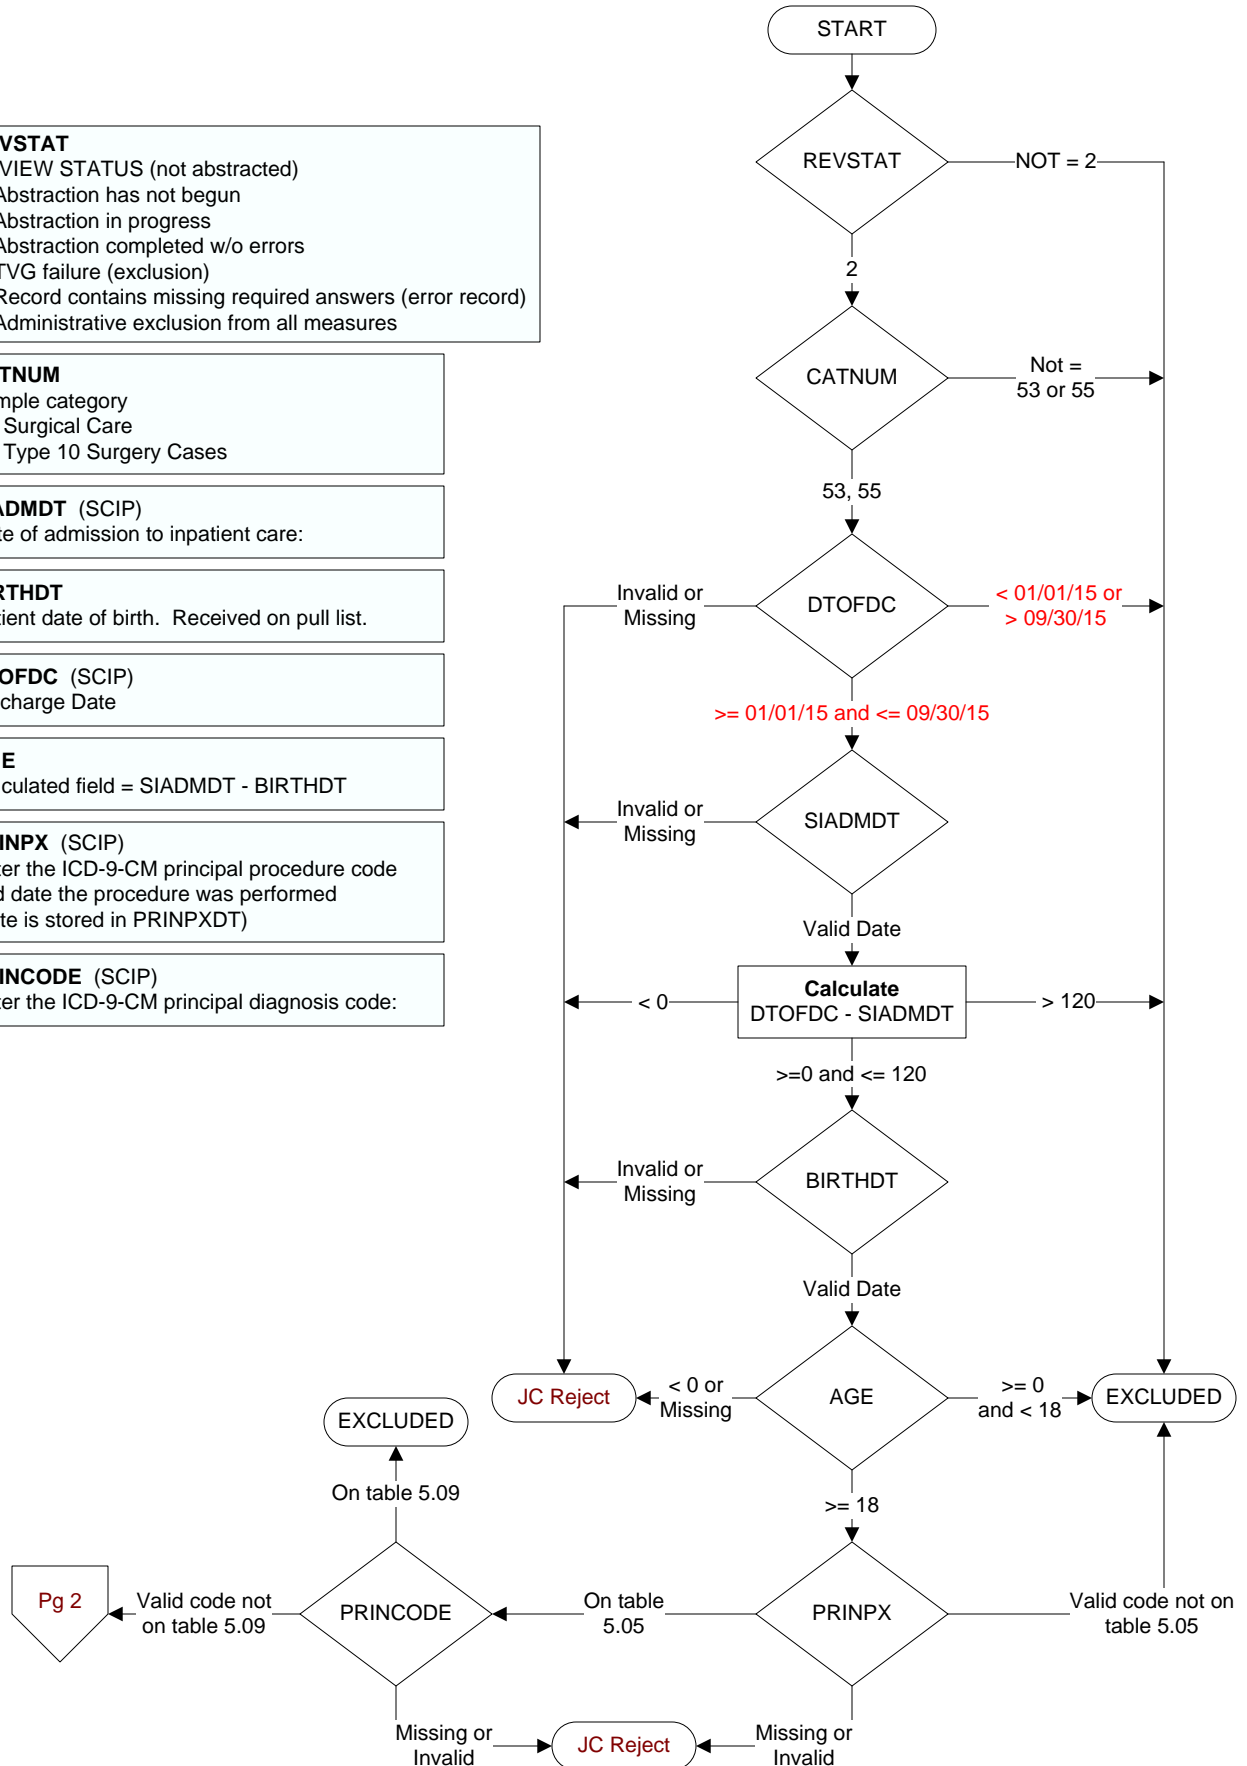 START
VSTAT
VIEW STATUS (not abstracted)
Abstraction has not begun
Abstraction in progress
Abstraction completed w/o errors
TVG failure (exclusion)
Record contains missing required answers (error record)
Administrative exclusion from all measures
REVSTAT
NOT = 2
2
TNUM
mple category
Surgical Care
Type 10 Surgery Cases
CATNUM
Not =
53 or 55
53, 55
ADMDT (SCIP)
te of admission to inpatient care:
RTHDT
tient date of birth. Received on pull list.
Invalid or
Missing
DTOFDC
< 01/01/15 or
> 09/30/15
OFDC (SCIP)
charge Date
>= 01/01/15 and <= 09/30/15
E
culated field = SIADMDT - BIRTHDT
Invalid or
Missing
SIADMDT
INPX (SCIP)
ter the ICD-9-CM principal procedure code
d date the procedure was performed
te is stored in PRINPXDT)
Valid Date
INCODE (SCIP)
ter the ICD-9-CM principal diagnosis code:
< 0
Calculate
DTOFDC - SIADMDT
> 120
>=0 and <= 120
Invalid or
Missing
BIRTHDT
Valid Date
JC Reject
< 0 or
Missing
AGE
>= 0
and < 18
EXCLUDED
EXCLUDED
On table 5.09
>= 18
Pg 2
Valid code not
on table 5.09
PRINCODE
On table
5.05
PRINPX
Valid code not on
table 5.05
Missing or
Invalid
JC Reject
Missing or
Invalid